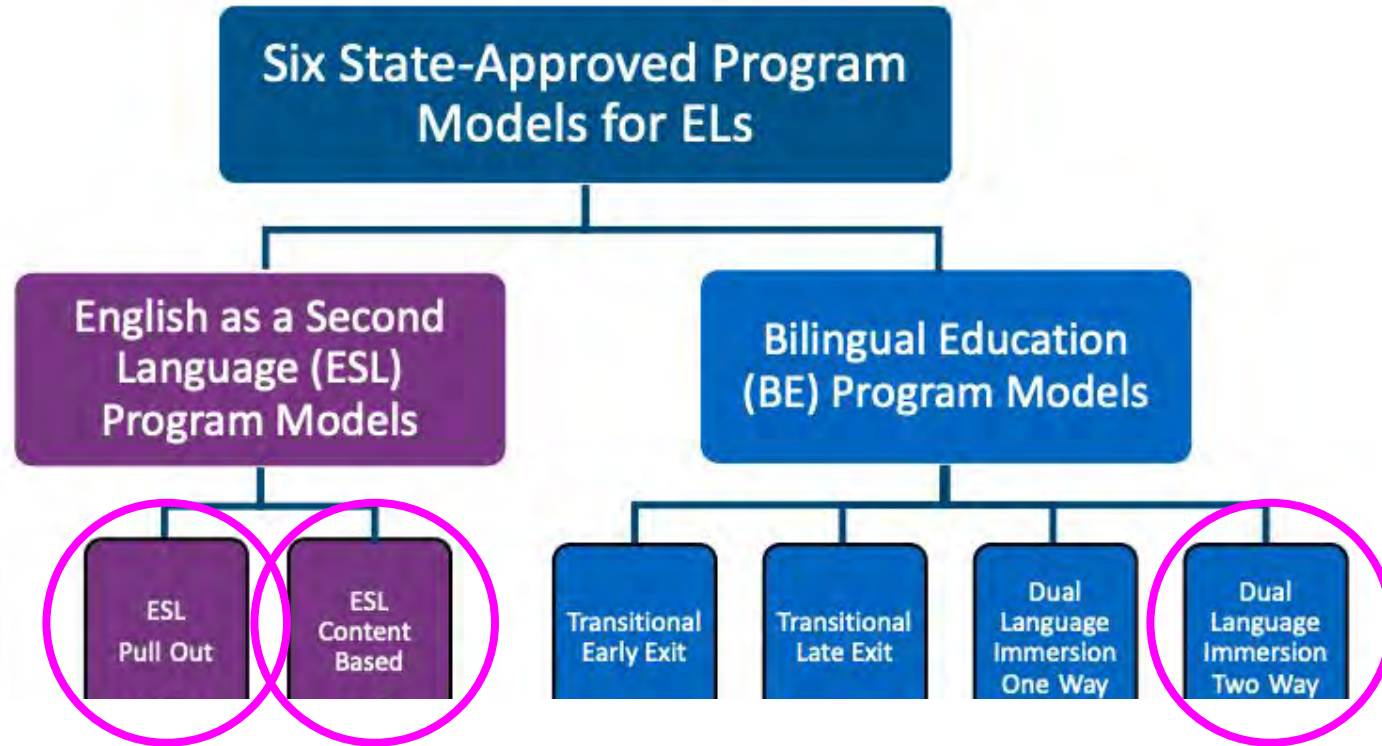 Six State-Approved Program
Models for ELs
English as a Second
Language (ESL)
Program Models
Bilingual Education
(BE) Program Models
ESL
Pull Out
ESL
Content
Based
Transitional
Early Exit
Transitional
Late Exit
Dual
Language
Immersion
One Way
Dual
Language
Immersion
Two Way